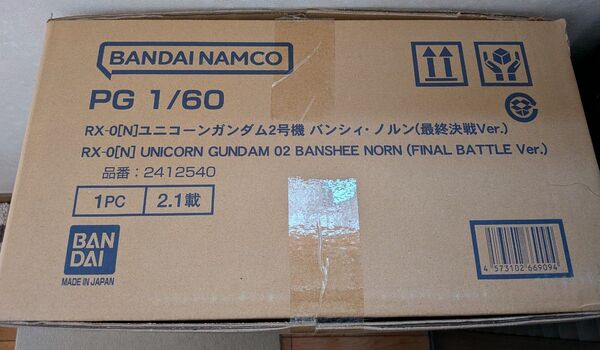 BANDAI NAMCO
PG 1/60
RX-0[N]ユニコーンガンダム2号機 バンシィ・ノルン(最終決戦Ver.)
RX-0[N] UNICORN GUNDAM 02 BANSHEE NORN (FINAL BATTLE Ver.)
品番:2412540
1PC 2.1載
BAN
DAI
MADE IN JAPAN
4 573102 669094